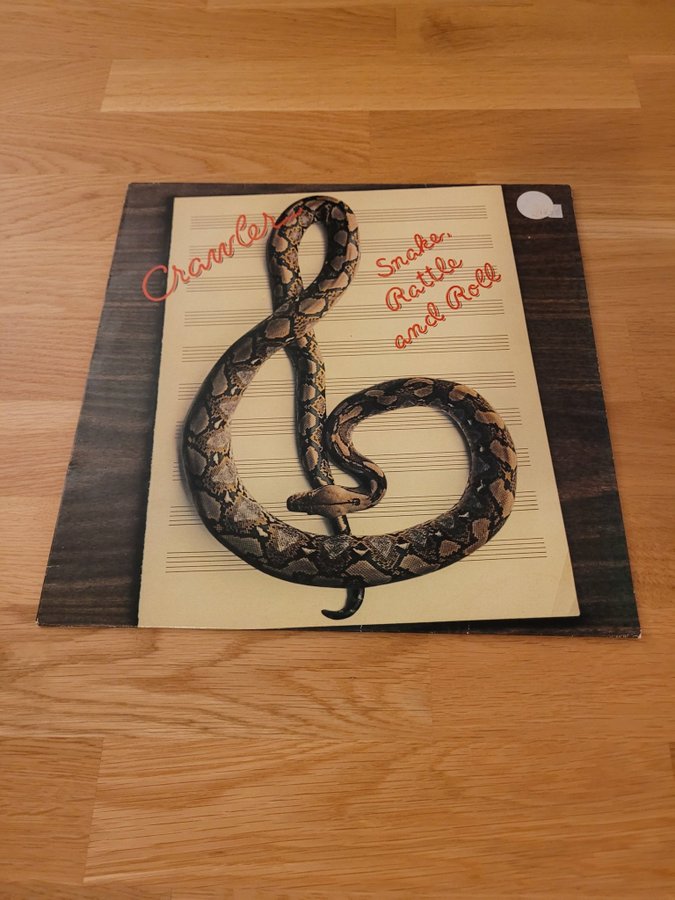 Crawler
Snake,
Rattle
and Roll